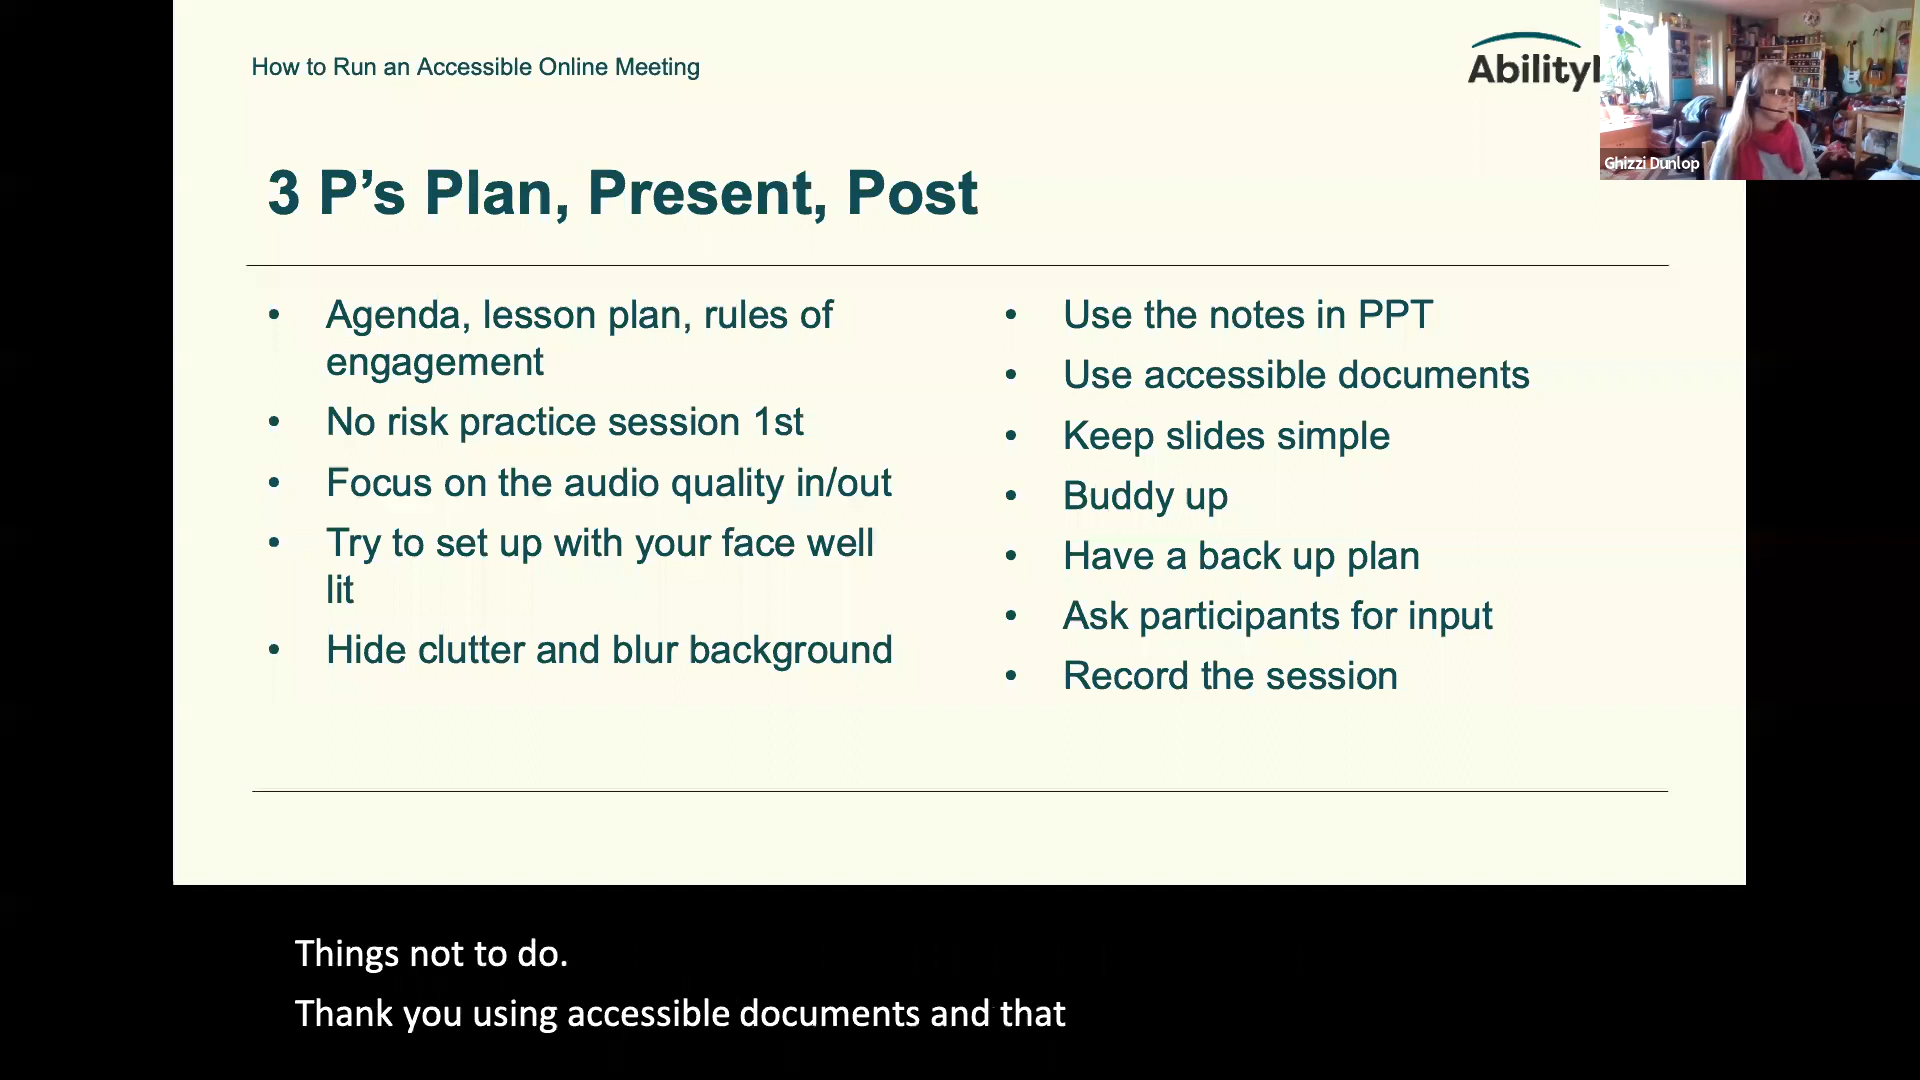 How to Run an Accessible Online Meeting
Ability
Ghizzi Dunlop
3 P’s Plan, Present, Post
• Agenda, lesson plan, rules of
engagement
• No risk practice session 1st
• Focus on the audio quality in/out
• Try to set up with your face well
lit
• Hide clutter and blur background
• Use the notes in PPT
• Use accessible documents
• Keep slides simple
• Buddy up
• Have a back up plan
• Ask participants for input
• Record the session
Things not to do.
Thank you using accessible documents and that